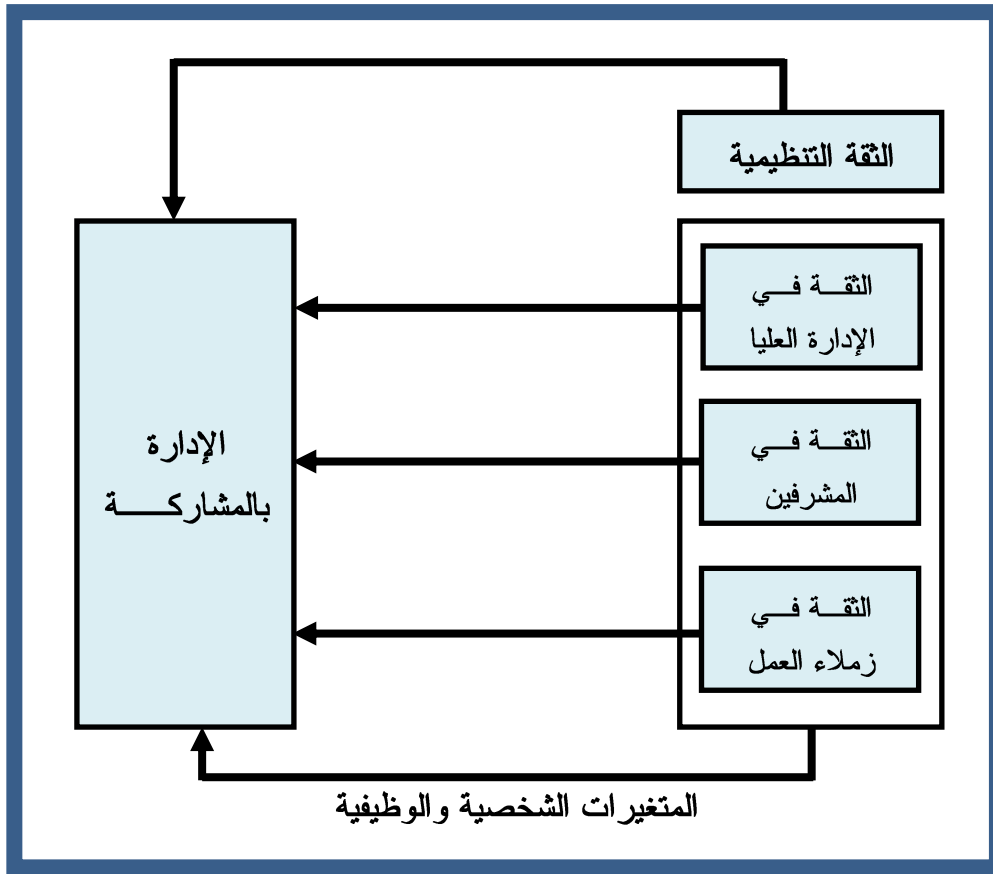 الثقة التنظيمية
الثقـــة فـــي
الإدارة العليا
الثقـــة فـــي
المشرفين
الثقـــة فـــي
زملاء العمل
الإدارة
بالمشاركـــــة
المتغيرات الشخصية والوظيفية